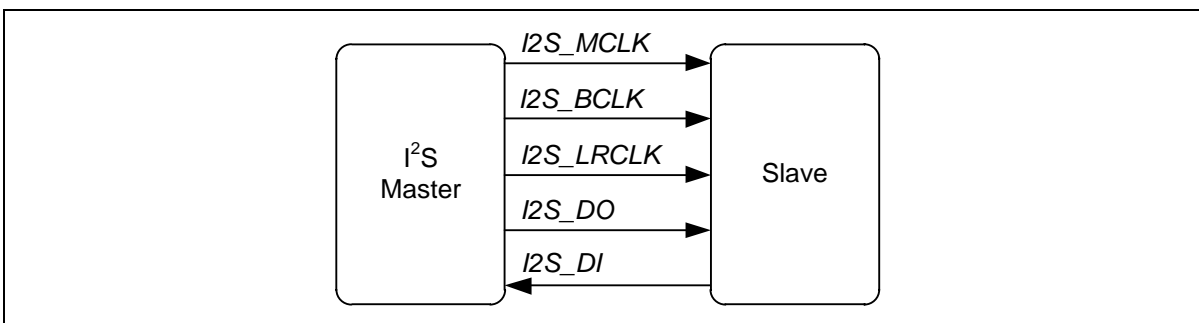 I2S_MCLK
I2S_BCLK
I²S
Master
I2S_LRCLK
Slave
I2S_DO
I2S_DI